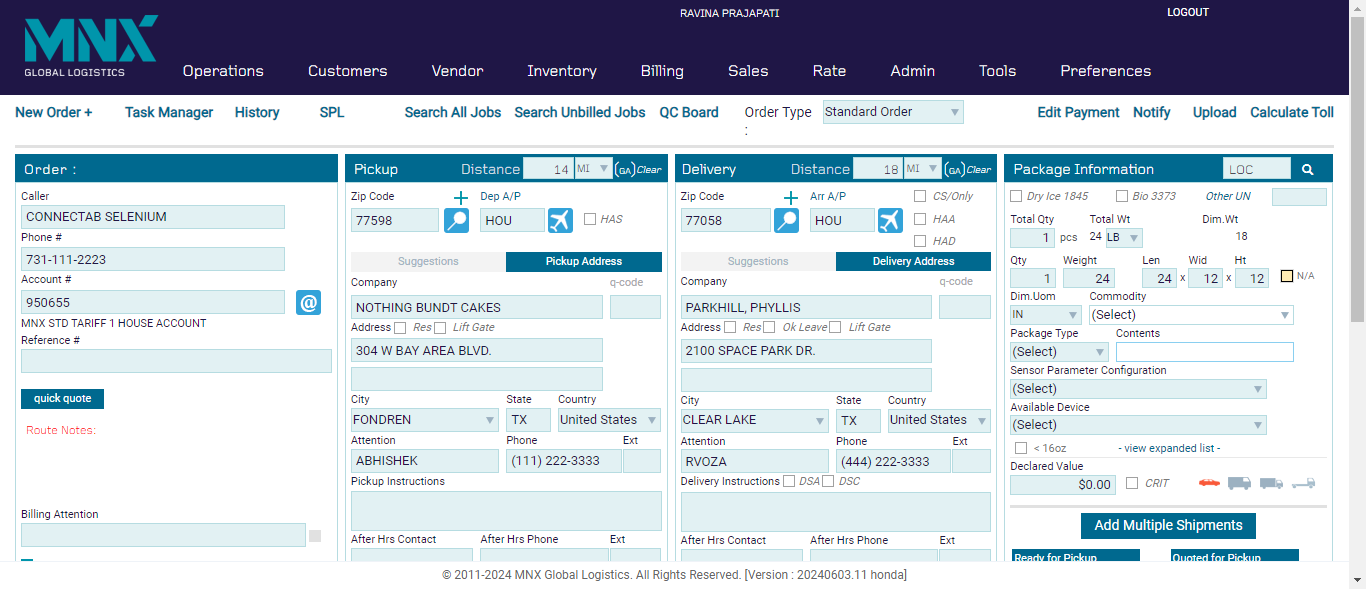 RAVINA PRAJAPATI
LOGOUT
MNX
GLOBAL LOGISTICS
Operations Customers Vendor Inventory Billing Sales Rate Admin Tools Preferences
New Order + Task Manager History SPL Search All Jobs Search Unbilled Jobs QC Board Order Type : Standard Order Edit Payment Notify Upload Calculate Toll
Order :
Caller
CONNECTAB SELENIUM
Phone #
731-111-2223
Account #
950655
@
MNX STD TARIFF 1 HOUSE ACCOUNT
Reference #
quick quote
Route Notes:
Billing Attention
Pickup Distance 14 MI (GA) Clear
Zip Code + Dep A/P
77598 HOU HAS
Suggestions Pickup Address
Company q-code
NOTHING BUNDT CAKES
Address Res Lift Gate
304 W BAY AREA BLVD.
City State Country
FONDREN TX United States
Attention Phone Ext
ABHISHEK (111) 222-3333
Pickup Instructions
After Hrs Contact After Hrs Phone Ext
Delivery Distance 18 MI (GA) Clear
Zip Code + Arr A/P CS/Only
77058 HOU HAA
HAD
Suggestions Delivery Address
Company q-code
PARKHILL, PHYLLIS
Address Res Ok Leave Lift Gate
2100 SPACE PARK DR.
City State Country
CLEAR LAKE TX United States
Attention Phone Ext
RVOZA (444) 222-3333
Delivery Instructions DSA DSC
After Hrs Contact After Hrs Phone Ext
Package Information LOC
Dry Ice 1845 Bio 3373 Other UN
Total Qty Total Wt Dim.Wt
1 pcs 24 LB 18
Qty Weight Len Wid Ht
1 24 24 x 12 x 12 N/A
Dim.Uom Commodity
IN (Select)
Package Type Contents
(Select)
Sensor Parameter Configuration
(Select)
Available Device
(Select)
< 16oz - view expanded list -
Declared Value
$0.00 CRIT
Add Multiple Shipments
Ready for Pickup Quoted for Pickup
© 2011-2024 MNX Global Logistics. All Rights Reserved. [Version : 20240603.11 honda]